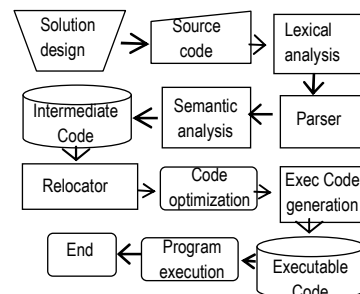 Solution
design
Source
code
Lexical
analysis
Parser
Semantic
analysis
Intermediate
Code
Relocator
Code
optimization
Exec Code
generation
Executable
Code
Program
execution
End